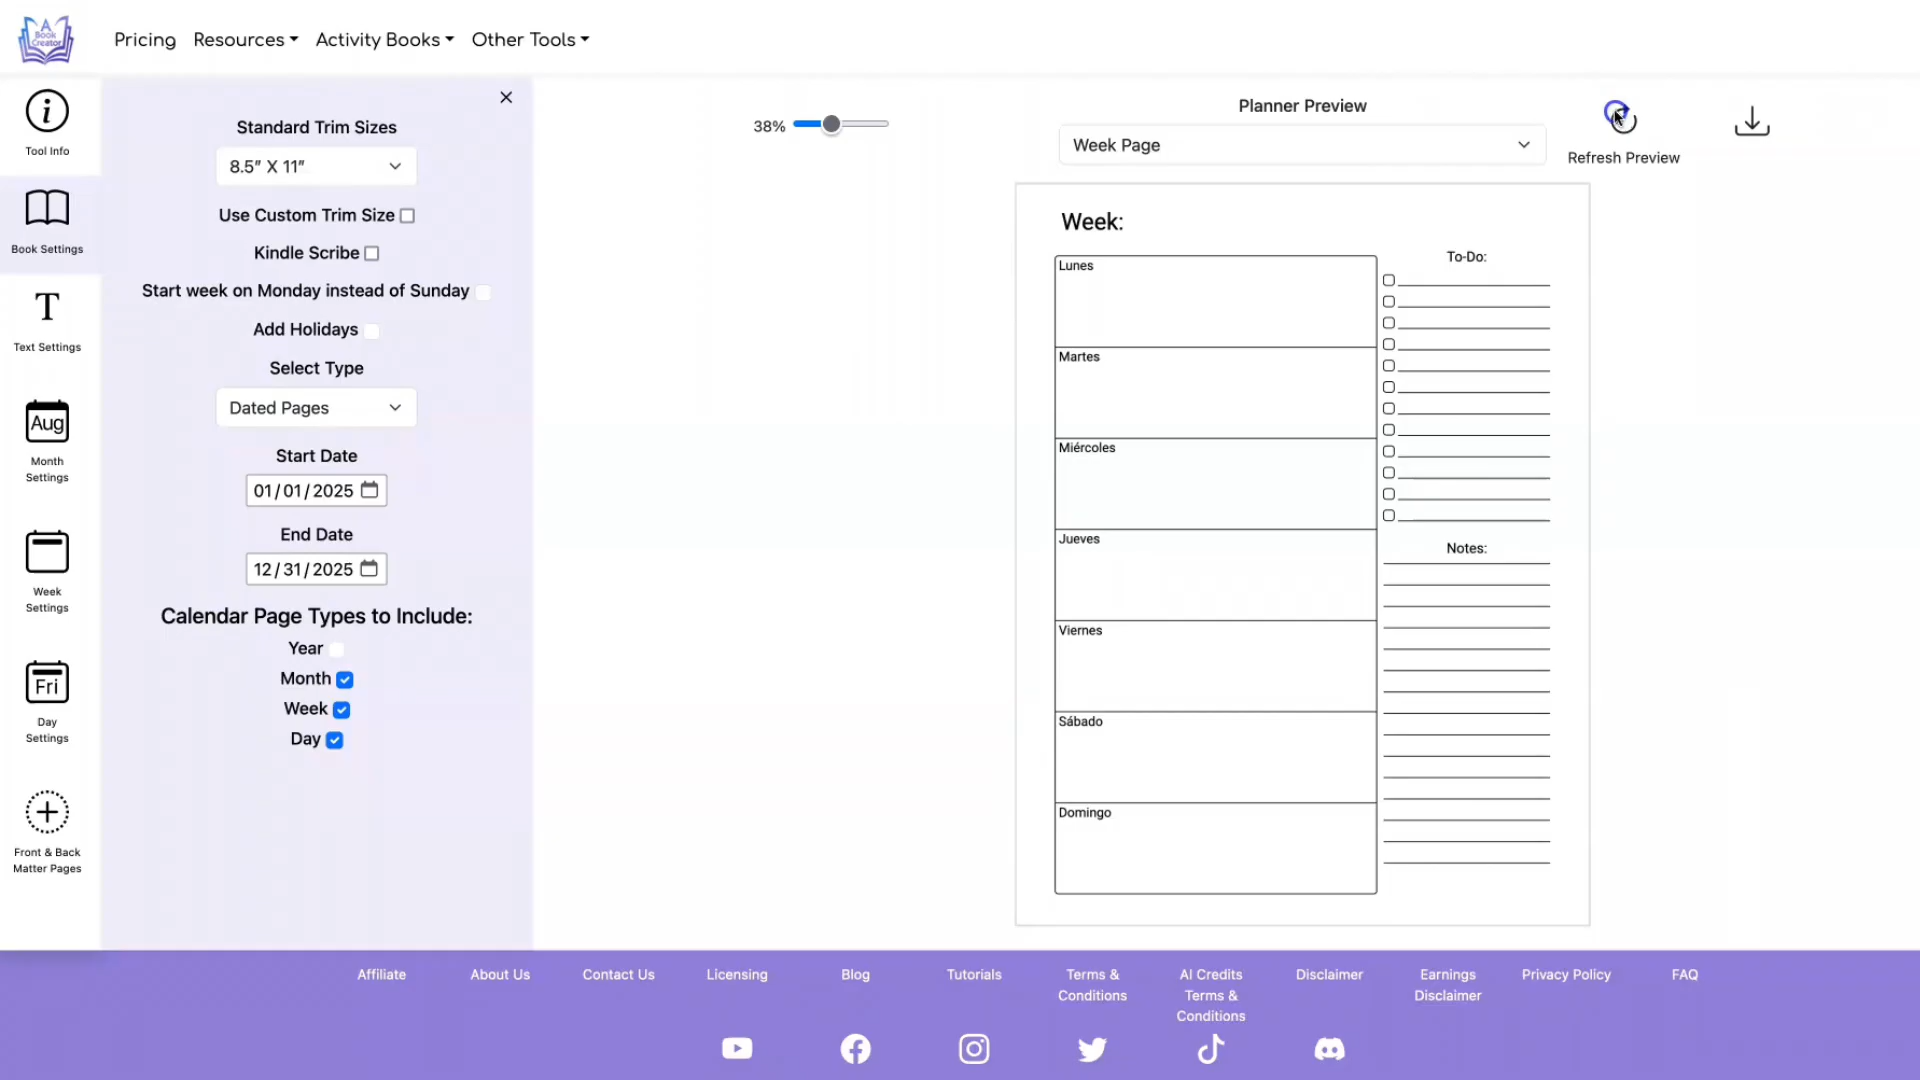 A
Book
Creator
Pricing
Resources
Activity Books
Other Tools
Tool Info
Book Settings
Text Settings
Aug
Month
Settings
Week
Settings
Fri
Day
Settings
Front & Back
Matter Pages
Standard Trim Sizes
8.5” X 11”
Use Custom Trim Size
Kindle Scribe
Start week on Monday instead of Sunday
Add Holidays
Select Type
Dated Pages
Start Date
01/01/2025
End Date
12/31/2025
Calendar Page Types to Include:
Year
Month
Week
Day
38%
Planner Preview
Week Page
Refresh Preview
Week:
Lunes
Martes
Miércoles
Jueves
Viernes
Sábado
Domingo
To-Do:
Notes:
Affiliate
About Us
Contact Us
Licensing
Blog
Tutorials
Terms &
Conditions
AI Credits
Terms &
Conditions
Disclaimer
Earnings
Disclaimer
Privacy Policy
FAQ